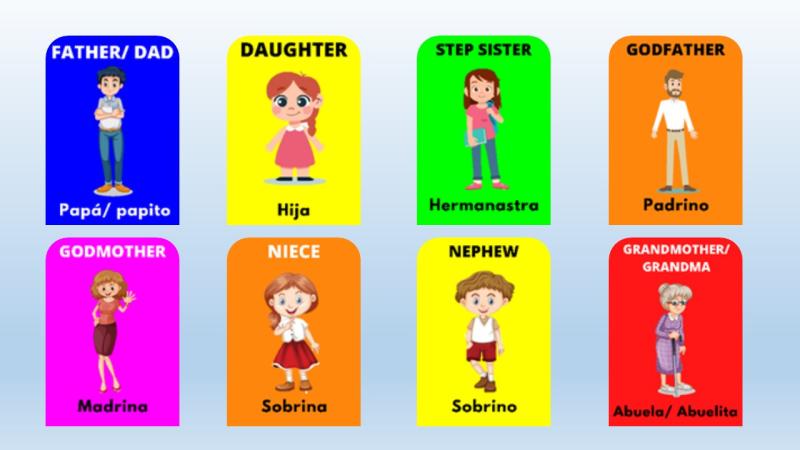 FATHER/ DAD
Papá/ papito
DAUGHTER
Hija
STEP SISTER
Hermanastra
GODFATHER
Padrino
GODMOTHER
Madrina
NIECE
Sobrina
NEPHEW
Sobrino
GRANDMOTHER/
GRANDMA
Abuela/ Abuelita